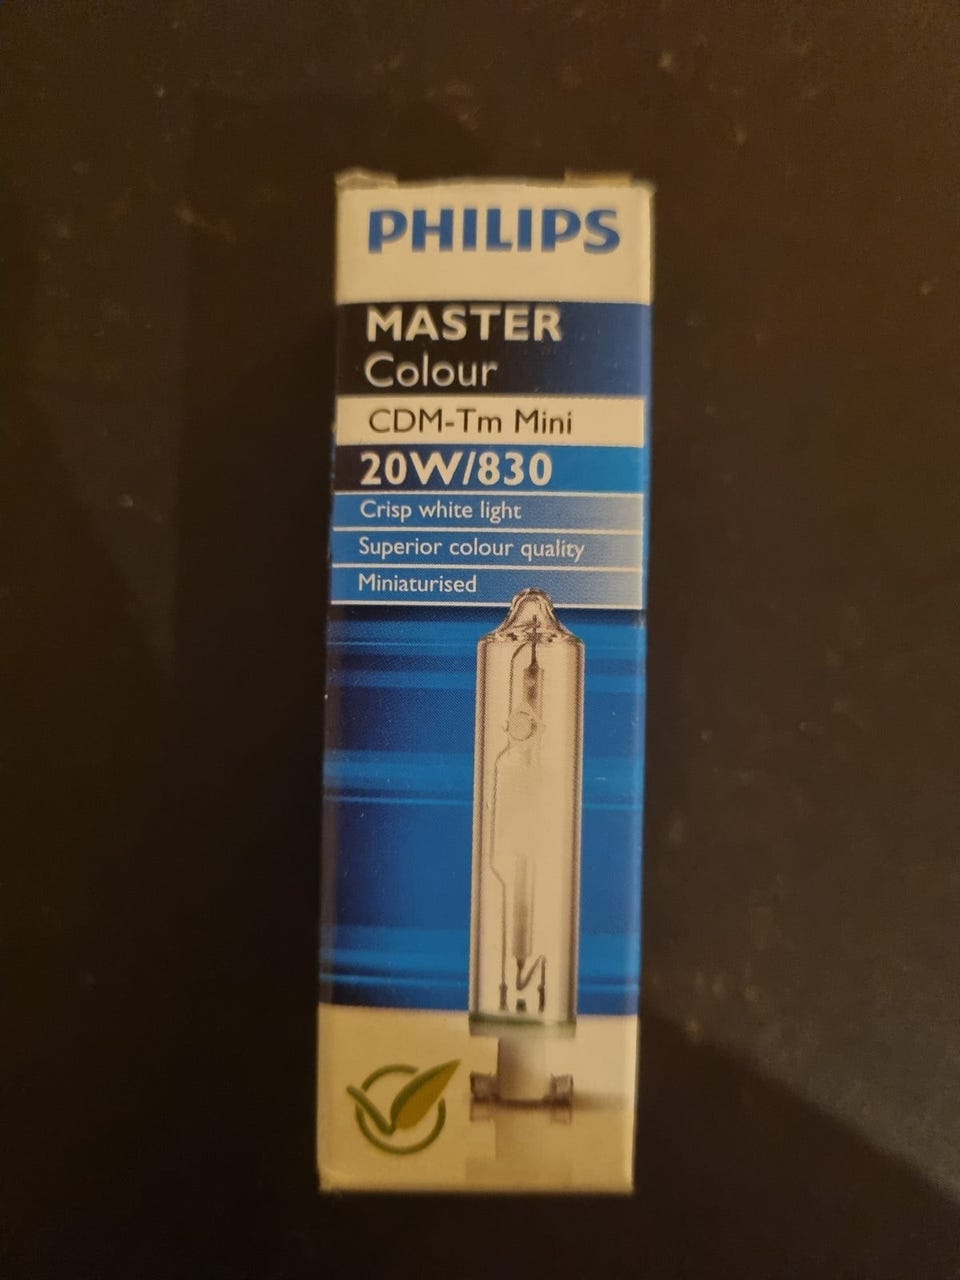 PHILIPS
MASTER
Colour
CDM-Tm Mini
20W/830
Crisp white light
Superior colour quality
Miniaturised